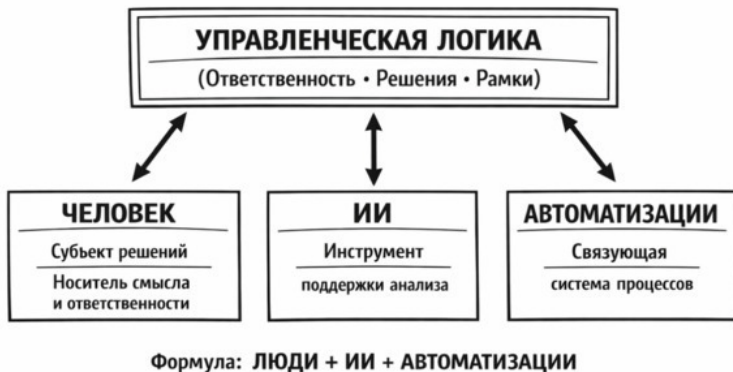 УПРАВЛЕНЧЕСКАЯ ЛОГИКА
(Ответственность • Решения • Рамки)
ЧЕЛОВЕК
Субъект решений
Носитель смысла
и ответственности
ИИ
Инструмент
поддержки анализа
АВТОМАТИЗАЦИИ
Связующая
система процессов
Формула: ЛЮДИ + ИИ + АВТОМАТИЗАЦИИ